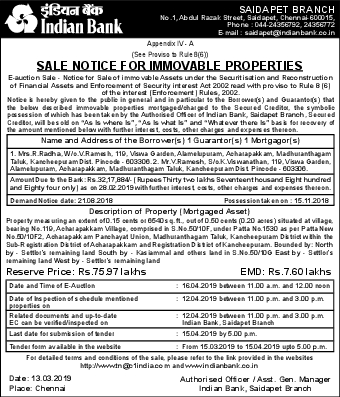 इंडियन बैंक
Indian Bank
SAIDAPET BRANCH
No.1, Abdul Razak Street, Saidapet, Chennai-600015,
Phone : 044-24356792, 24356772
E-mail : saidapet@indianbank.co.in
Appendix IV - A
(See Proviso to Rule 8(6))
SALE NOTICE FOR IMMOVABLE PROPERTIES
E-auction Sale - Notice for Sale of immovable Assets under the Securitisation and Reconstruction
of Financial Assets and Enforcement of Security Interest Act 2002 read with proviso to Rule 8 (6)
of the Interest (Enforcement) Rules, 2002.
Notice is hereby given to the public in general and in particular to the Borrower(s) and Guarantor(s) that
the below described immovable properties mortgaged/charged to the Secured Creditor, the symbolic
possession of which has been taken by the Authorised Officer of Indian Bank, Saidapet Branch, Secured
Creditor, will be sold on "As is where is", "As is what is" and "Whatever there is" basis for recovery of
the amount mentioned below with further interest, costs, other charges and expenses thereon.
Name and Address of the Borrower(s) 1 Guarantor(s) 1 Mortgagor(s)
1. Mrs.R.Radha, W/o.V.Ramesh, 119, Viswa Garden, Alamelupuram, Acharapakkam, Madhuranthagam
Taluk, Kancheepuram Dist. Pincode - 603306. 2. Mr.V.Ramesh, S/o.K.Viswanathan, 119, Viswa Garden,
Alamelupuram, Acharapakkam, Madhuranthagam Taluk, Kancheepuram Dist. Pincode - 603306.
Amount Due to the Bank : Rs.32,17,884/- (Rupees Thirty two lakhs Seventeen thousand Eight hundred
and Eighty four only) as on 28.02.2019 with further interest, costs, other charges and expenses thereon.
Demand Notice date: 21.08.2018 Possession taken on : 15.11.2018
Description of Property (Mortgaged Asset)
Property measuring an extent of 0.15 cents or 6540 s.q.ft., out of 0.50 cents (0.20 acres) situated at village,
bearing No.119, Acharapakkam Village, comprised in S.No.50/10F, under Patta No.1530 as per Patta New
No.50/10F2, Acharapakkam Panchayat Union, Madhuranthagam Taluk, Kancheepuram District within the
Sub-Registration District of Acharapakkam and Registration District of Kancheepuram. Bounded by: North
by - Settlor's remaining land South by - Kasiammal and others land in S.No.50/10G East by - Settlor's
remaining land West by - Settlor's remaining land
Reserve Price: Rs.75.97 lakhs EMD: Rs.7.60 lakhs
Date and Time of E-Auction : 16.04.2019 between 11.00 a.m. and 12.00 noon
Date of Inspection of schedule mentioned : 12.04.2019 between 11.00 a.m. and 3.00 p.m.
properties on
Related documents and up-to-date : 12.04.2019 between 11.00 a.m. and 3.00 p.m.
EC can be verified/inspected on Indian Bank, Saidapet Branch
Last date for submission of tender : 15.04.2019 by 5.00 p.m.
Tender form available in the website : From 15.03.2019 to 15.04.2019 upto 5.00 p.m.
For detailed terms and conditions of the sale, please refer to the link provided in the websites
http://www.tn@p1india.com and www.indianbank.co.in
Date: 13.03.2019 Authorised Officer / Asst. Gen. Manager
Place: Chennai Indian Bank, Saidapet Branch